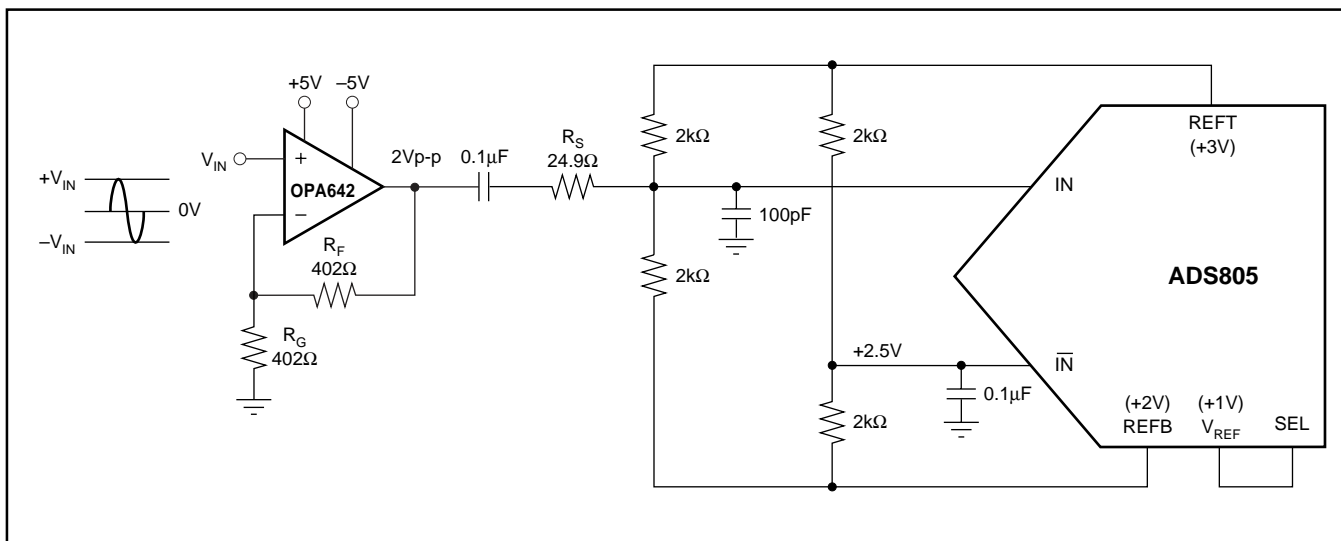 +5V
–5V
V_IN
+
OPA642
–
2Vp-p
0.1µF
R_S
24.9Ω
+V_IN
0V
–V_IN
R_F
402Ω
R_G
402Ω
2kΩ
2kΩ
100pF
2kΩ
+2.5V
0.1µF
2kΩ
REFT
(+3V)
IN
ADS805
I̅N̅
(+2V)
REFB
(+1V)
V_REF
SEL